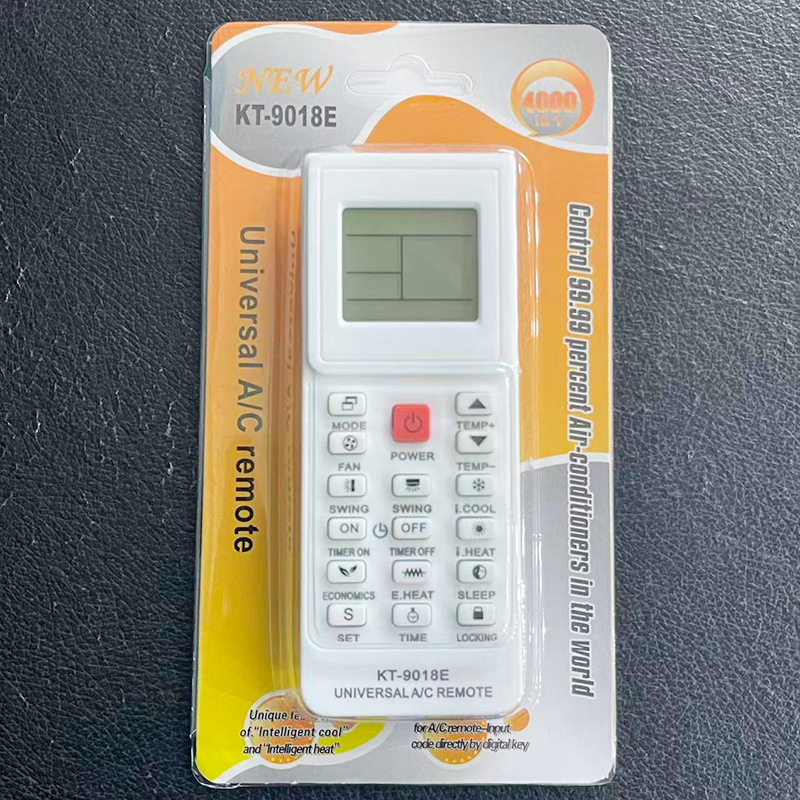 NEW
KT-9018E
4000
in 1
Universal A/C remote
Control 99.99 percent Air-conditioners in the world
MODE
TEMP+
POWER
FAN
TEMP-
SWING
SWING
i.COOL
ON
OFF
TIMER ON
TIMER OFF
i.HEAT
ECONOMICS
E.HEAT
SLEEP
S
SET
TIME
LOCKING
KT-9018E
UNIVERSAL A/C REMOTE
Unique
of "Intelligent cool"
and "Intelligent heat"
for A/C remote-Input
code directly by digital key